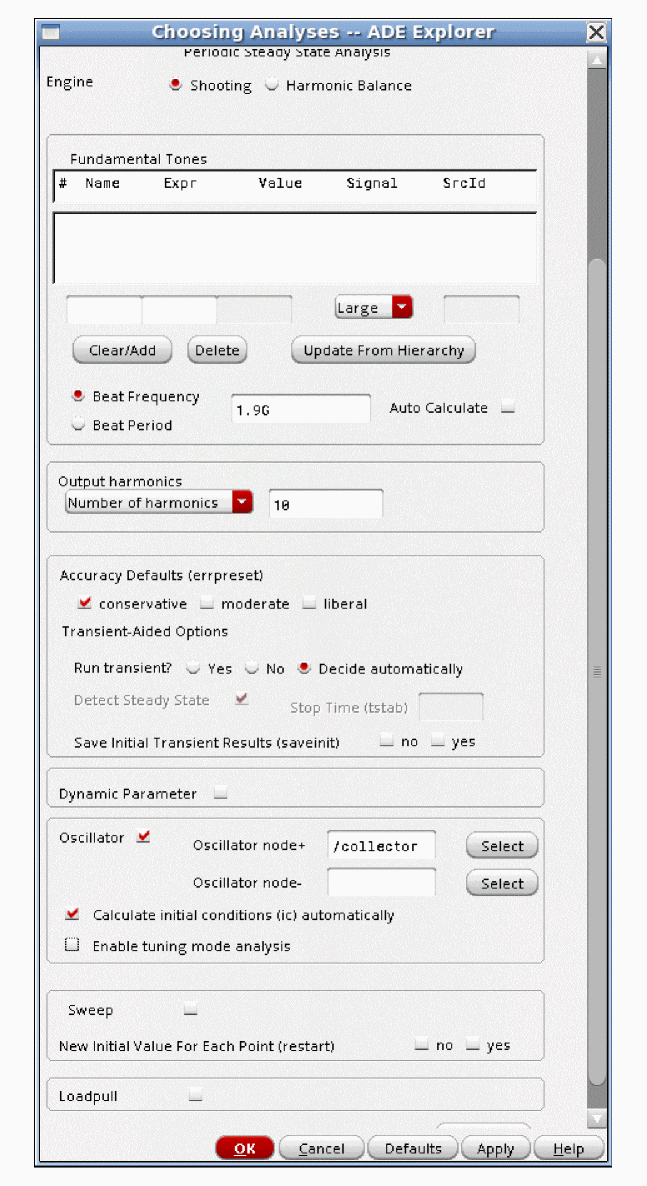 Choosing Analyses -- ADE Explorer
Periodic Steady State Analysis
Engine Shooting Harmonic Balance
Fundamental Tones
# Name Expr Value Signal SrcId
Large
Clear/Add Delete Update From Hierarchy
Beat Frequency
1.9G Auto Calculate
Beat Period
Output harmonics
Number of harmonics 10
Accuracy Defaults (errpreset)
conservative moderate liberal
Transient-Aided Options
Run transient? Yes No Decide automatically
Detect Steady State Stop Time (tstab)
Save Initial Transient Results (saveinit) no yes
Dynamic Parameter
Oscillator Oscillator node+ /collector Select
Oscillator node- Select
Calculate initial conditions (ic) automatically
Enable tuning mode analysis
Sweep
New Initial Value For Each Point (restart) no yes
Loadpull
OK Cancel Defaults Apply Help